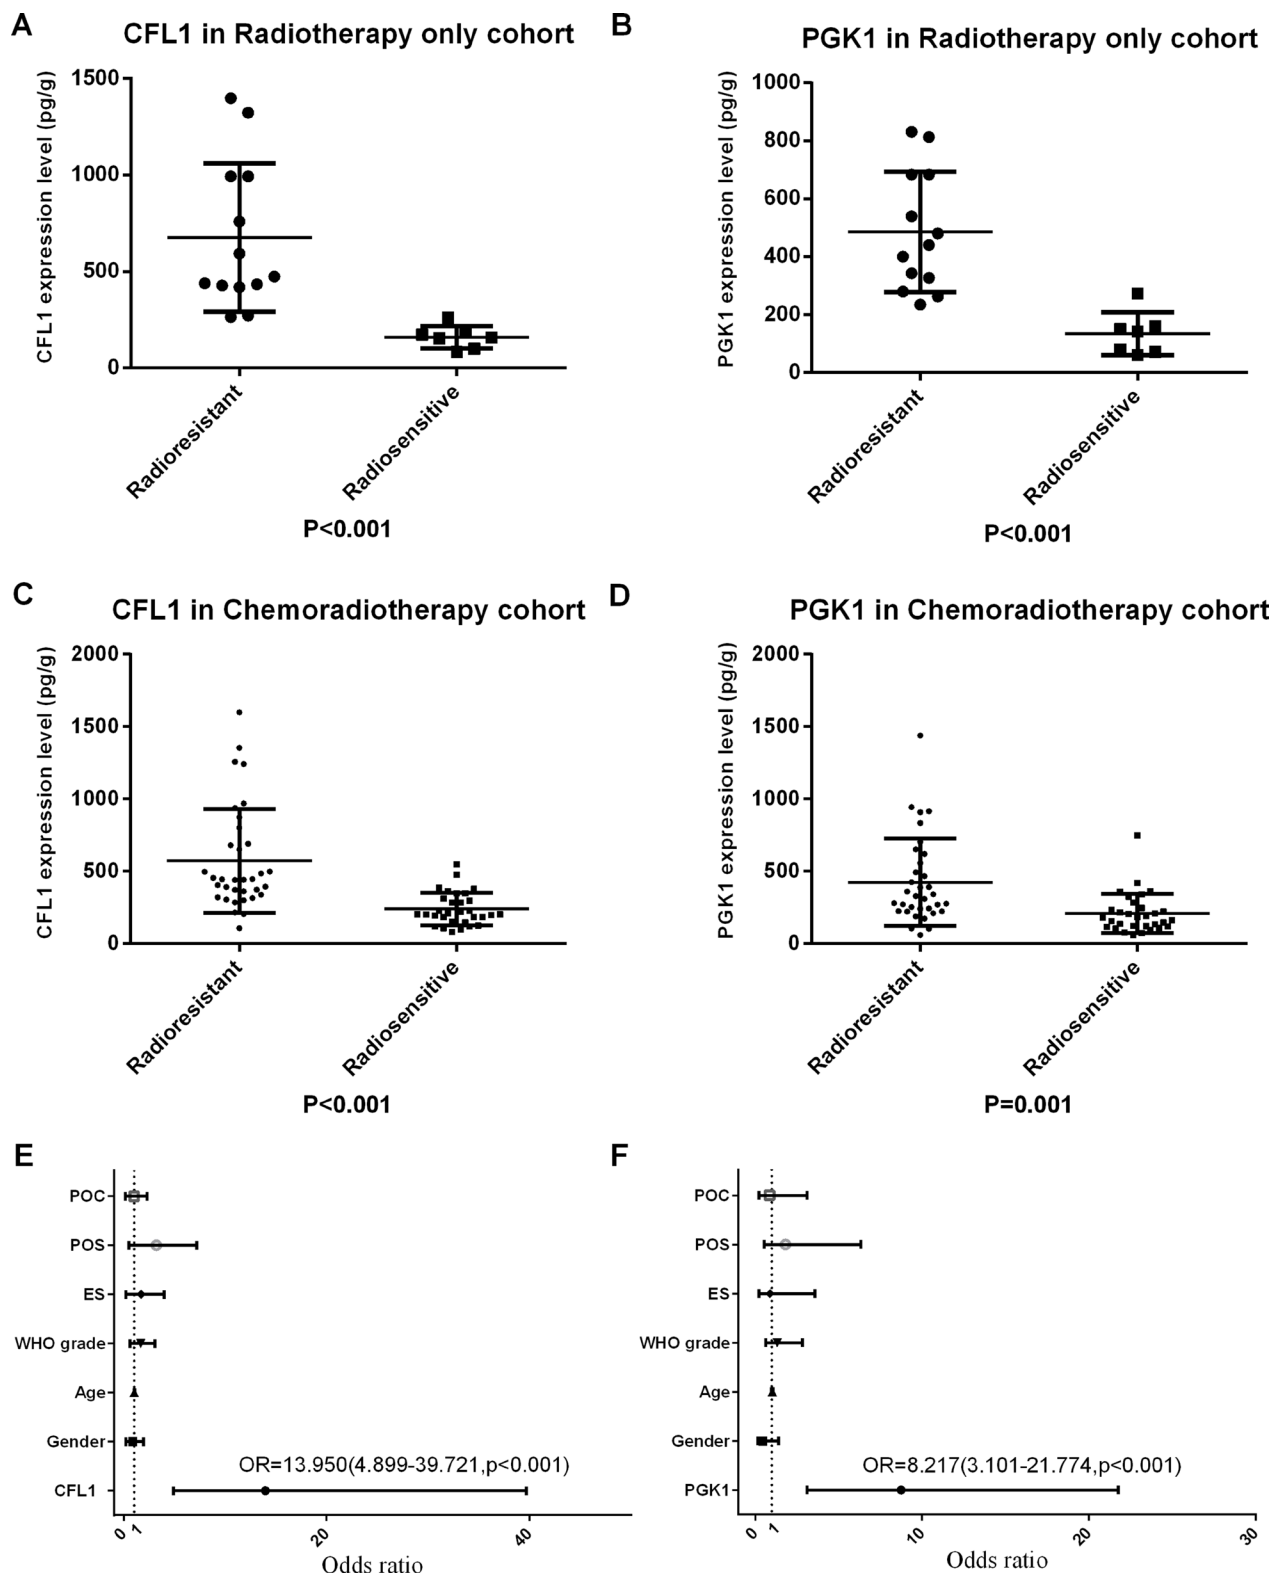 A
CFL1 in Radiotherapy only cohort
CFL1 expression level (pg/g)
1500
1000
500
0
Radioresistant
Radiosensitive
P<0.001
B
PGK1 in Radiotherapy only cohort
PGK1 expression level (pg/g)
1000
800
600
400
200
0
Radioresistant
Radiosensitive
P<0.001
C
CFL1 in Chemoradiotherapy cohort
CFL1 expression level (pg/g)
2000
1500
1000
500
0
Radioresistant
Radiosensitive
P<0.001
D
PGK1 in Chemoradiotherapy cohort
PGK1 expression level (pg/g)
2000
1500
1000
500
0
Radioresistant
Radiosensitive
P=0.001
E
POC
POS
ES
WHO grade
Age
Gender
CFL1
OR=13.950(4.899-39.721,p<0.001)
0 1 20 40
Odds ratio
F
POC
POS
ES
WHO grade
Age
Gender
PGK1
OR=8.217(3.101-21.774,p<0.001)
0 1 10 20 30
Odds ratio